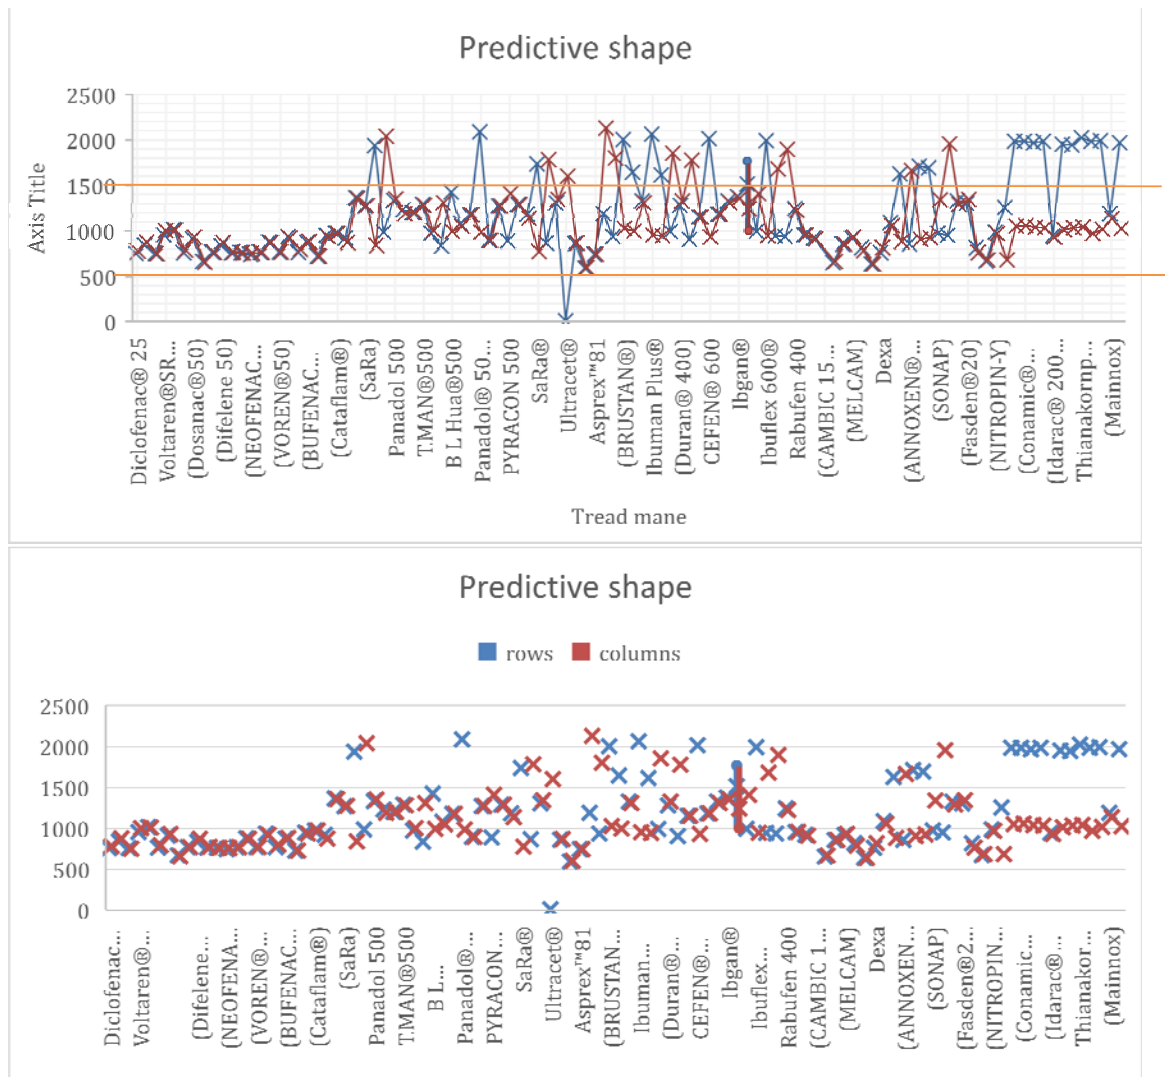 Predictive shape
2500
2000
1500
1000
500
0
Axis Title
Diclofenac® 25
Voltaren®SR...
(Dosanac®50)
(Difelene 50)
(NEOFENAC...
(VOREN®50)
(BUFENAC...
(Cataflam®)
(SaRa)
Panadol 500
T.MAN®500
B L Hua®500
Panadol® 50...
PYRACON 500
SaRa®
Ultracet®
Asprex™81
(BRUSTAN®)
Ibuman Plus®
(Duran® 400)
CEFEN® 600
Ibgan®
Ibuflex 600®
Rabufen 400
(CAMBIC 15...
(MELCAM)
Dexa
(ANNOXEN®...
(SONAP)
(Fasden®20)
(NITROPIN-Y)
(Conamic®...
(Idarac® 200...
Thianakornp...
(Mainnox)
Tread mane
Predictive shape
rows columns
2500
2000
1500
1000
500
0
Diclofenac...
Voltaren®...
(Difelene...
(NEOFENA...
(VOREN®...
(BUFENAC...
(Cataflam®)
(SaRa)
Panadol 500
T.MAN®500
B L...
Panadol®...
PYRACON...
SaRa®
Ultracet®
Asprex™81
(BRUSTAN...
Ibuman...
(Duran®...
CEFEN®...
Ibgan®
Ibuflex...
Rabufen 400
(CAMBIC 1...
(MELCAM)
Dexa
(ANNOXEN...
(SONAP)
(Fasden®2...
(NITROPIN...
(Conamic...
(Idarac®...
Thianakor...
(Mainnox)